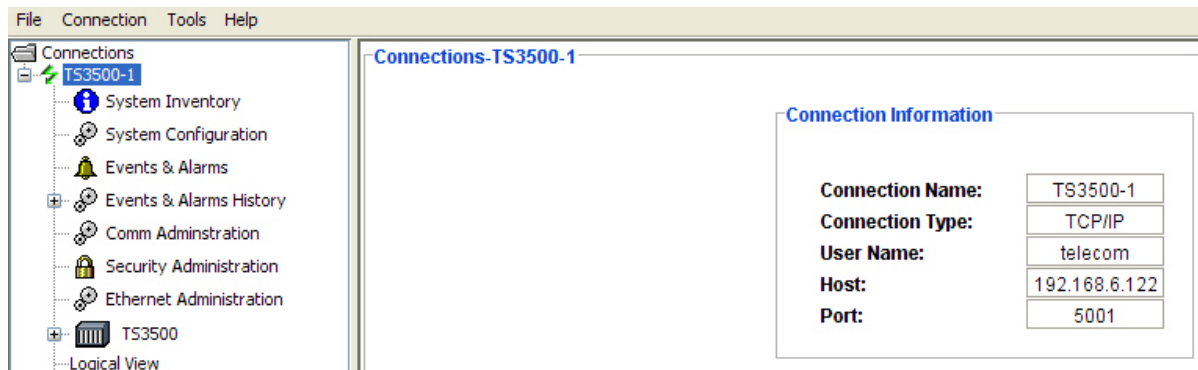 File Connection Tools Help
Connections
TS3500-1
System Inventory
System Configuration
Events & Alarms
Events & Alarms History
Comm Adminstration
Security Administration
Ethernet Administration
TS3500
Logical View
Connections-TS3500-1
Connection Information
Connection Name: TS3500-1
Connection Type: TCP/IP
User Name: telecom
Host: 192.168.6.122
Port: 5001